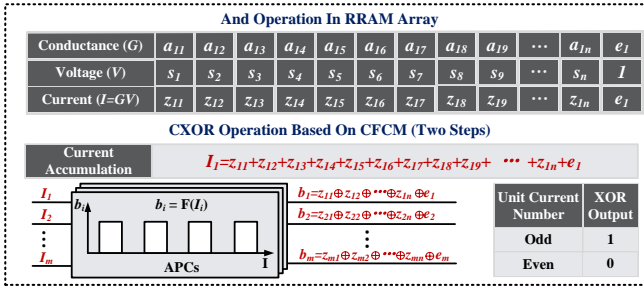 And Operation In RRAM Array
Conductance (G) a11 a12 a13 a14 a15 a16 a17 a18 a19 ··· a1n e1
Voltage (V) s1 s2 s3 s4 s5 s6 s7 s8 s9 ··· sn 1
Current (I=GV) z11 z12 z13 z14 z15 z16 z17 z18 z19 ··· z1n e1
CXOR Operation Based On CFCM (Two Steps)
Current Accumulation I1=z11+z12+z13+z14+z15+z16+z17+z18+z19+ ··· +z1n+e1
I1
I2
⋮
Im
bi
bi = F(Ii)
I
APCs
b1=z11⊕z12⊕···⊕z1n⊕e1
b2=z21⊕z22⊕···⊕z2n⊕e2
⋮
bm=zm1⊕zm2⊕···⊕zmn⊕em
Unit Current Number XOR Output
Odd 1
Even 0